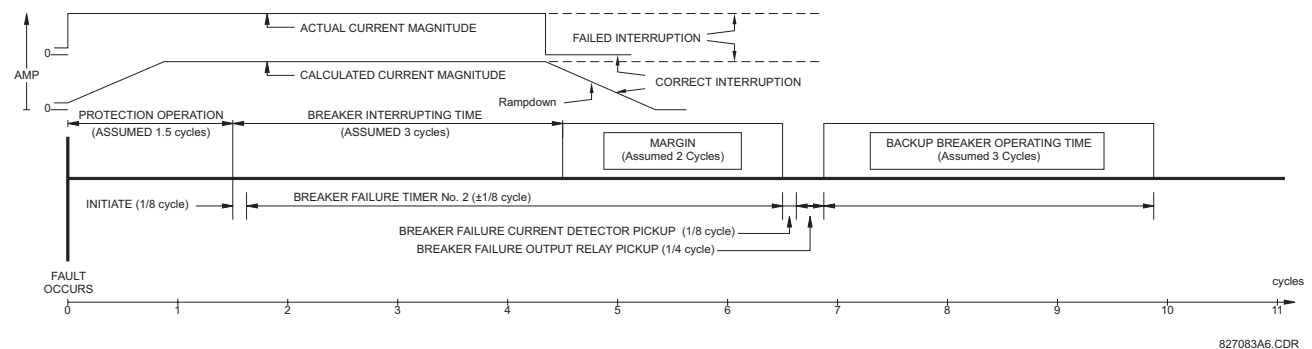 ACTUAL CURRENT MAGNITUDE
FAILED INTERRUPTION
0
AMP
CALCULATED CURRENT MAGNITUDE
CORRECT INTERRUPTION
Rampdown
0
PROTECTION OPERATION
(ASSUMED 1.5 cycles)
BREAKER INTERRUPTING TIME
(ASSUMED 3 cycles)
MARGIN
(Assumed 2 Cycles)
BACKUP BREAKER OPERATING TIME
(Assumed 3 Cycles)
INITIATE (1/8 cycle)
BREAKER FAILURE TIMER No. 2 (±1/8 cycle)
BREAKER FAILURE CURRENT DETECTOR PICKUP (1/8 cycle)
BREAKER FAILURE OUTPUT RELAY PICKUP (1/4 cycle)
FAULT
OCCURS
cycles
0 1 2 3 4 5 6 7 8 9 10 11
827083A6.CDR